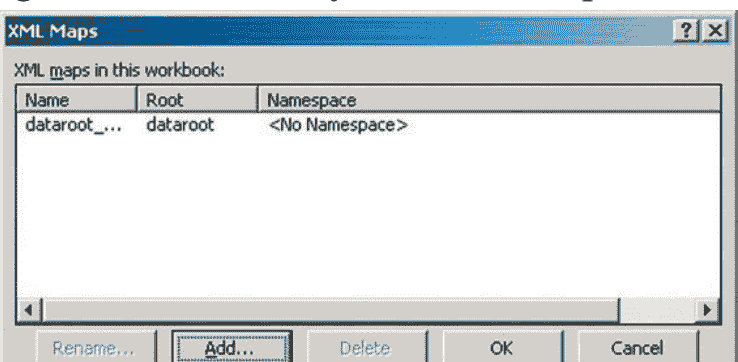 XML Maps
XML maps in this workbook:
Name Root Namespace
dataroot_... dataroot <No Namespace>
Rename... Add... Delete OK Cancel